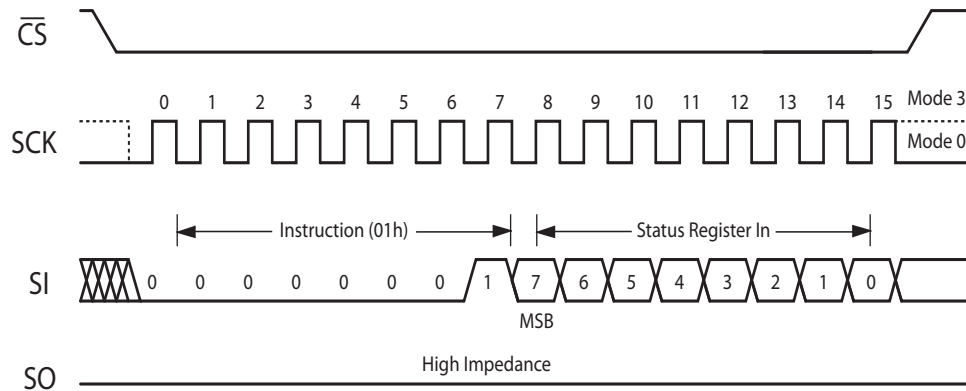 CS
0 1 2 3 4 5 6 7 8 9 10 11 12 13 14 15 Mode 3
SCK
Mode 0
Instruction (01h) Status Register In
SI 0 0 0 0 0 0 0 1 7 6 5 4 3 2 1 0
MSB
High Impedance
SO